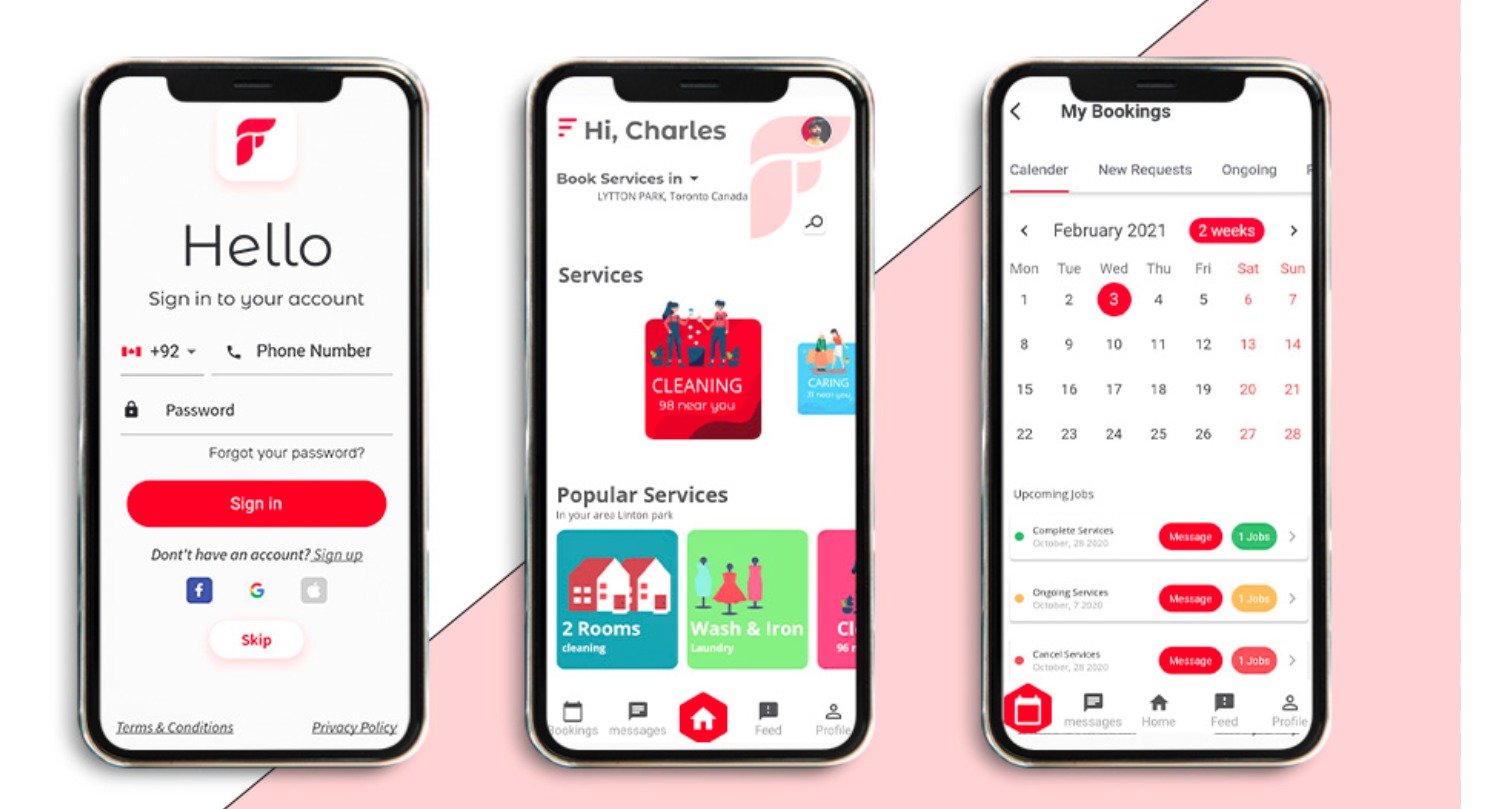 Hello
Sign in to your account
+92
Phone Number
Password
Forgot your password?
Sign in
Dont't have an account? Sign up
Skip
Terms & Conditions
Privacy Policy
Hi, Charles
Book Services in
LYTTON PARK, Toronto Canada
Services
CLEANING
98 near you
CARING
31 near you
Popular Services
In your area Linton park
2 Rooms
cleaning
Wash & Iron
Laundry
Cl
96 n
Bookings
messages
Feed
Profile
My Bookings
Calender
New Requests
Ongoing
February 2021
2 weeks
Mon Tue Wed Thu Fri Sat Sun
1 2 3 4 5 6 7
8 9 10 11 12 13 14
15 16 17 18 19 20 21
22 23 24 25 26 27 28
Upcoming Jobs
Complete Services
October, 28 2020
Message
1 Jobs
Ongoing Services
October, 7 2020
Message
1 Jobs
Cancel Services
October, 28 2020
Message
1 Jobs
messages
Home
Feed
Profile